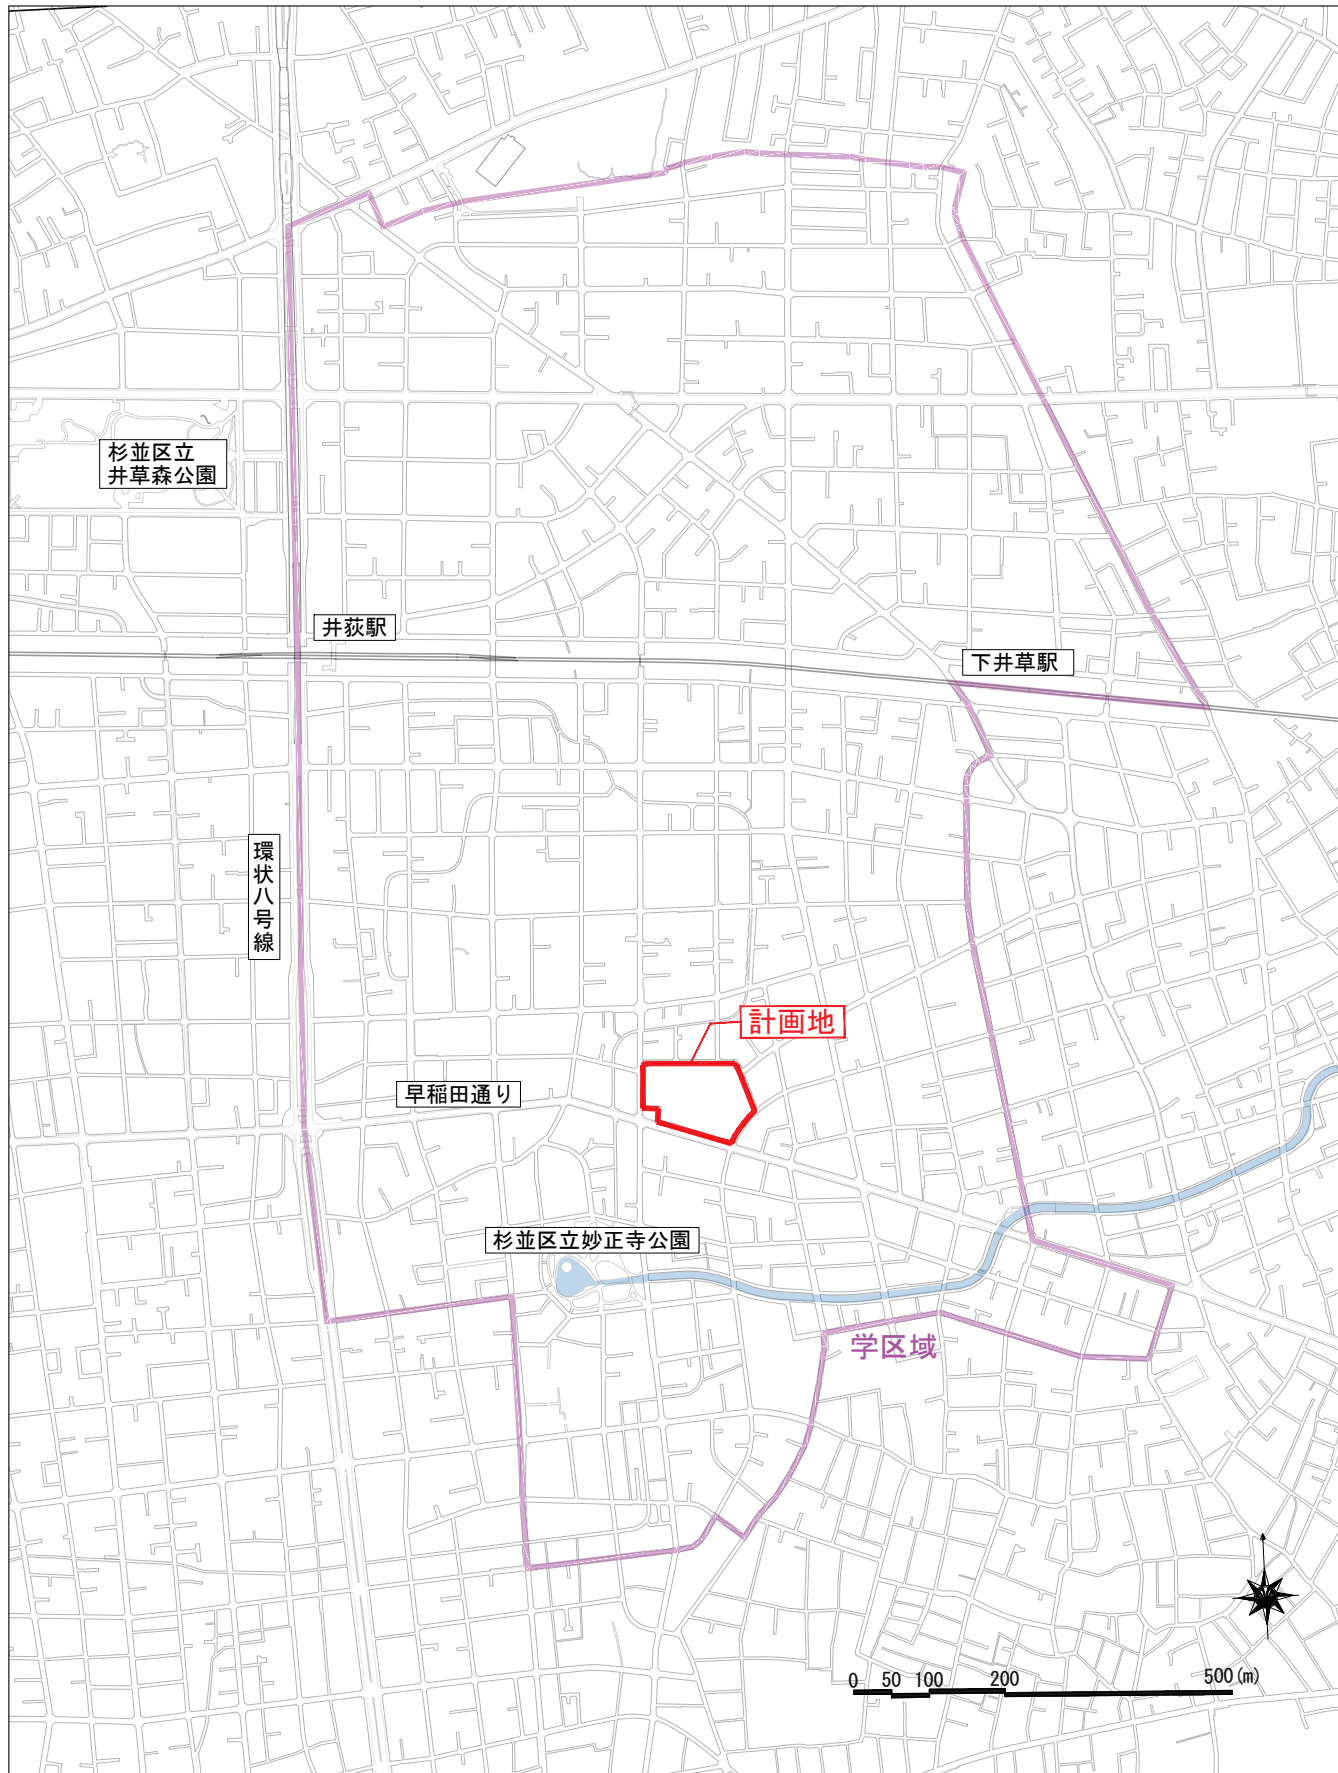 杉並区立
井草森公園
井荻駅
下井草駅
環状八号線
計画地
早稲田通り
杉並区立妙正寺公園
学区域
0 50 100 200 500(m)